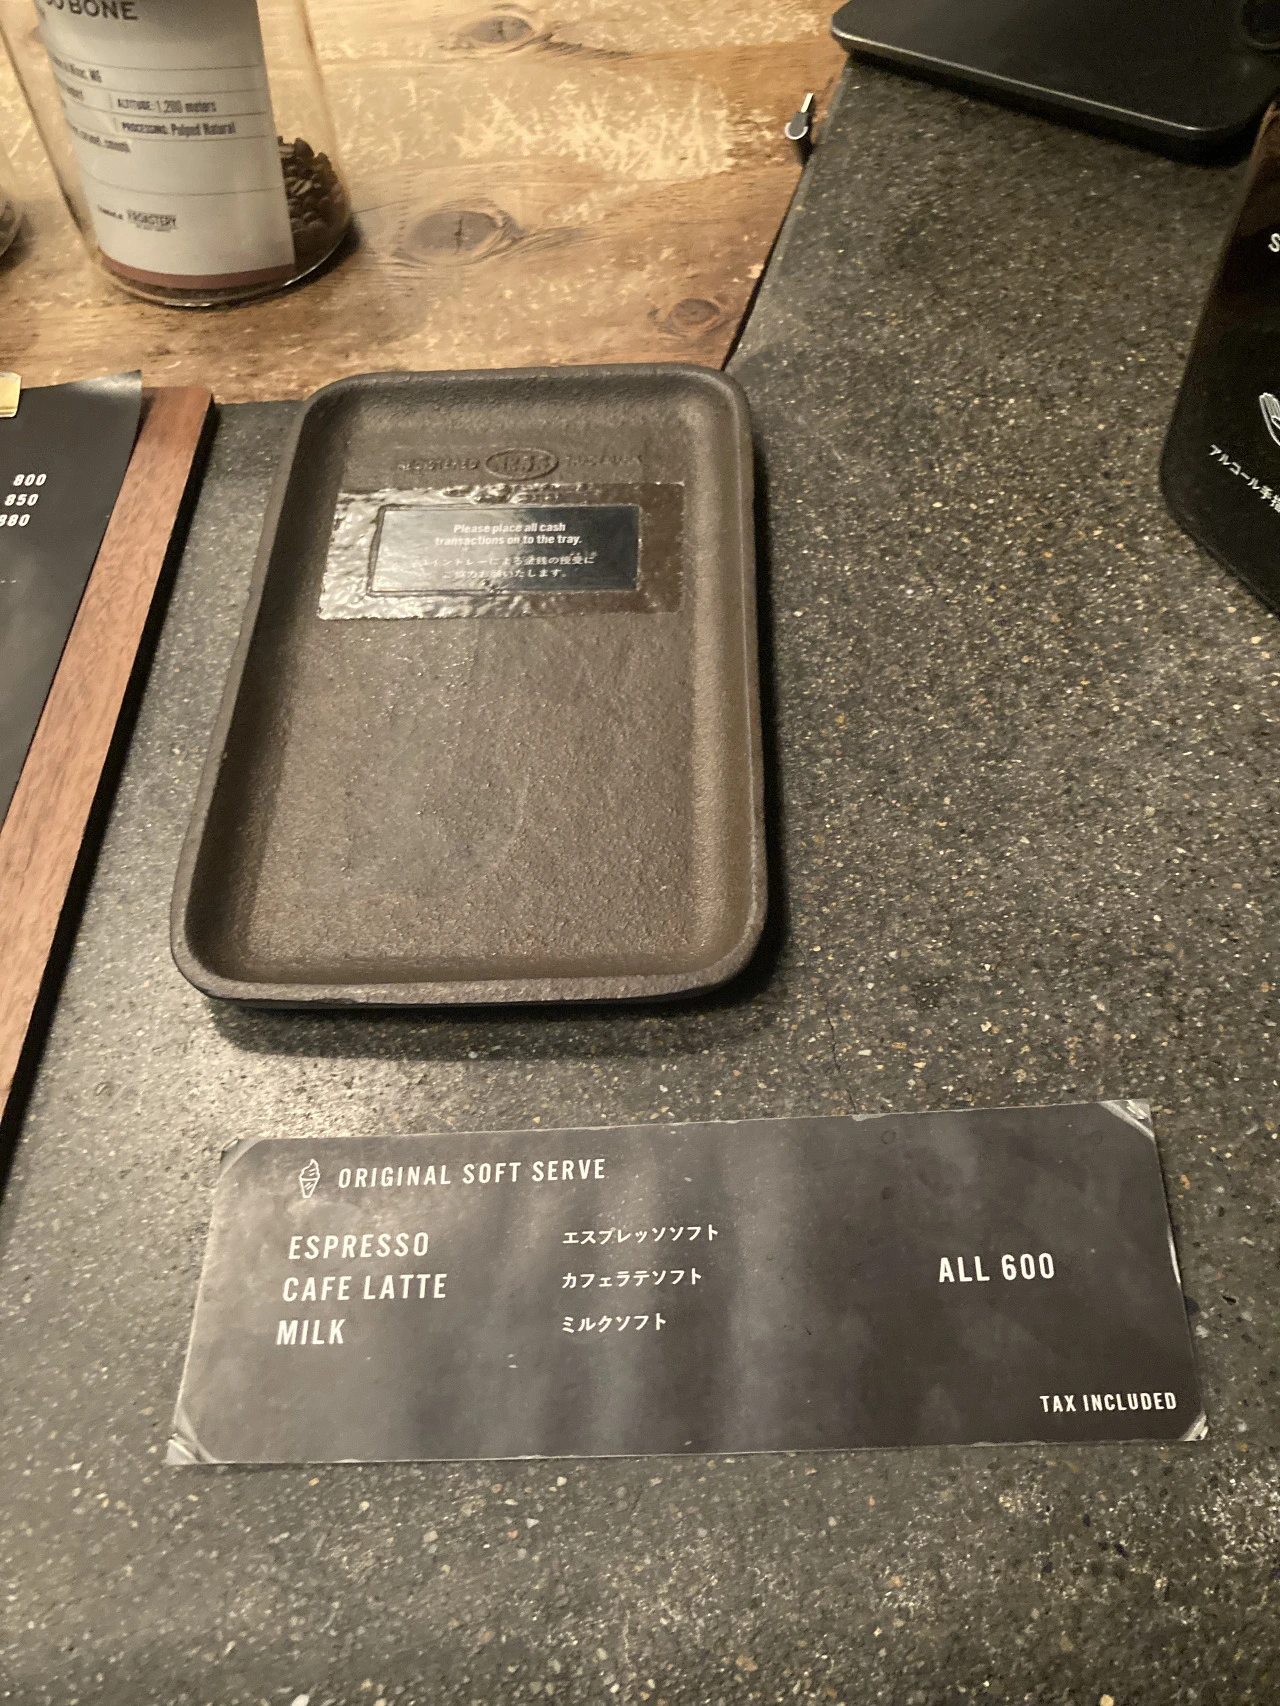 BONE
ALTITUDE: 1,200 meters
PROCESSING: Pulped Natural
smooth
ROASTERY
800
850
880
REGISTERED
Please place all cash
transactions on to the tray.
ORIGINAL SOFT SERVE
ESPRESSO エスプレッソソフト
CAFE LATTE カフェラテソフト
MILK ミルクソフト
ALL 600
TAX INCLUDED
アルコール手指